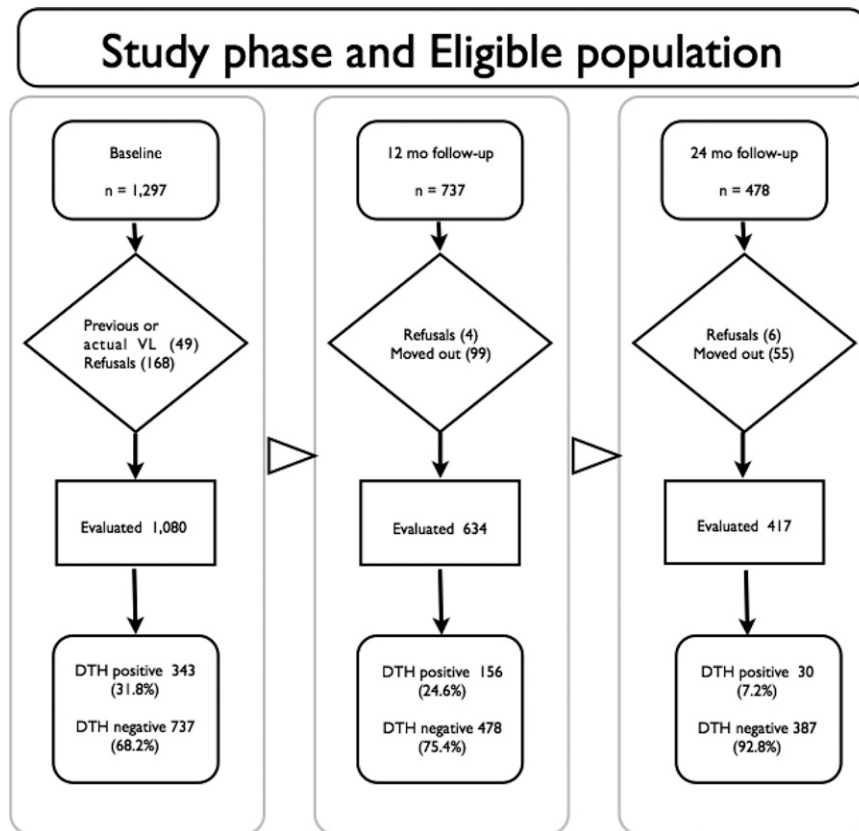 Study phase and Eligible population
Baseline
n = 1,297
Previous or
actual VL (49)
Refusals (168)
Evaluated 1,080
DTH positive 343
(31.8%)
DTH negative 737
(68.2%)
12 mo follow-up
n = 737
Refusals (4)
Moved out (99)
Evaluated 634
DTH positive 156
(24.6%)
DTH negative 478
(75.4%)
24 mo follow-up
n = 478
Refusals (6)
Moved out (55)
Evaluated 417
DTH positive 30
(7.2%)
DTH negative 387
(92.8%)